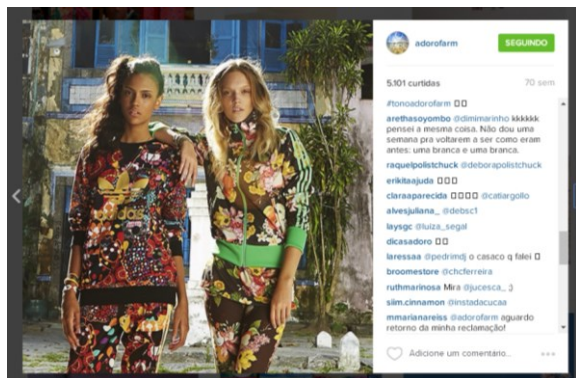 adidas
adorofarm
SEGUINDO
5.101 curtidas
70 sem
#tonoadorofarm
arethasoyombo @dimimarinho kkkkkk
pensei a mesma coisa. Não dou uma
semana pra voltarem a ser como eram
antes: uma branca e uma branca.
raquelpolistchuck @deborapolistchuck
erikitaajuda
claraaparecida @catiargollo
alvesjuliana_ @debsc1
laysgc @luiza_segal
dicasadoro
laressaa @pedrimdj o casaco q falei
broomestore @chcferreira
ruthmarinosa Mira @jucesca_ ;)
siim.cinnamon @instadacucaa
mmarianareiss @adorofarm aguardo
retorno da minha reclamação!
Adicione um comentário...